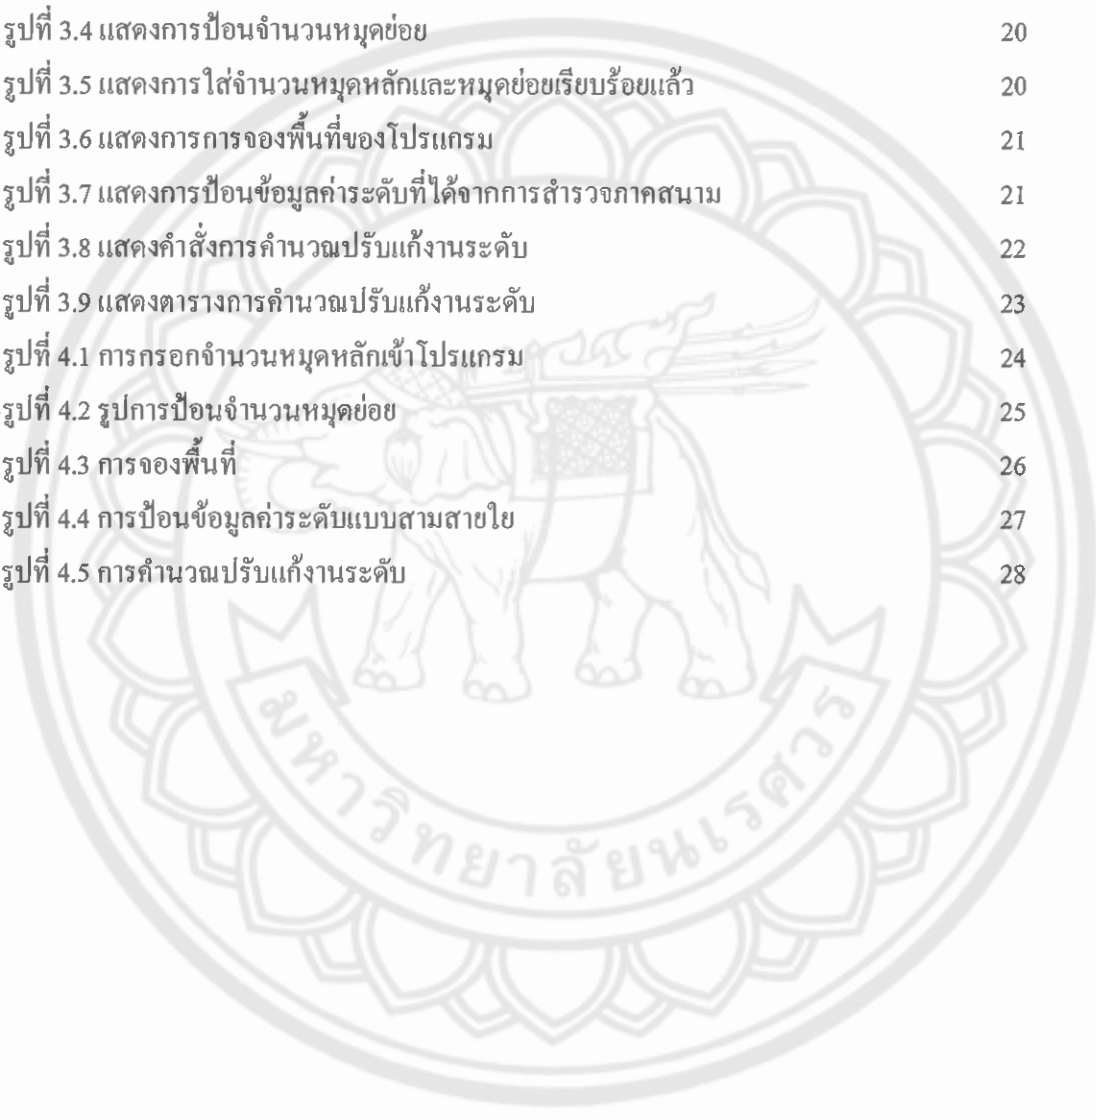 รูปที่ 3.4 แสดงการป้อนจำนวนหมุดย่อย 20
รูปที่ 3.5 แสดงการใส่จำนวนหมุดหลักและหมุดย่อยเรียบร้อยแล้ว 20
รูปที่ 3.6 แสดงการการจองพื้นที่ของโปรแกรม 21
รูปที่ 3.7 แสดงการป้อนข้อมูลค่าระดับที่ได้จากการสำรวจภาคสนาม 21
รูปที่ 3.8 แสดงคำสั่งการคำนวณปรับแก้งานระดับ 22
รูปที่ 3.9 แสดงตารางการคำนวณปรับแก้งานระดับ 23
รูปที่ 4.1 การกรอกจำนวนหมุดหลักเข้าโปรแกรม 24
รูปที่ 4.2 รูปการป้อนจำนวนหมุดย่อย 25
รูปที่ 4.3 การจองพื้นที่ 26
รูปที่ 4.4 การป้อนข้อมูลค่าระดับแบบสามสายใย 27
รูปที่ 4.5 การคำนวณปรับแก้งานระดับ 28
มหาวิทยาลัยนเรศวร